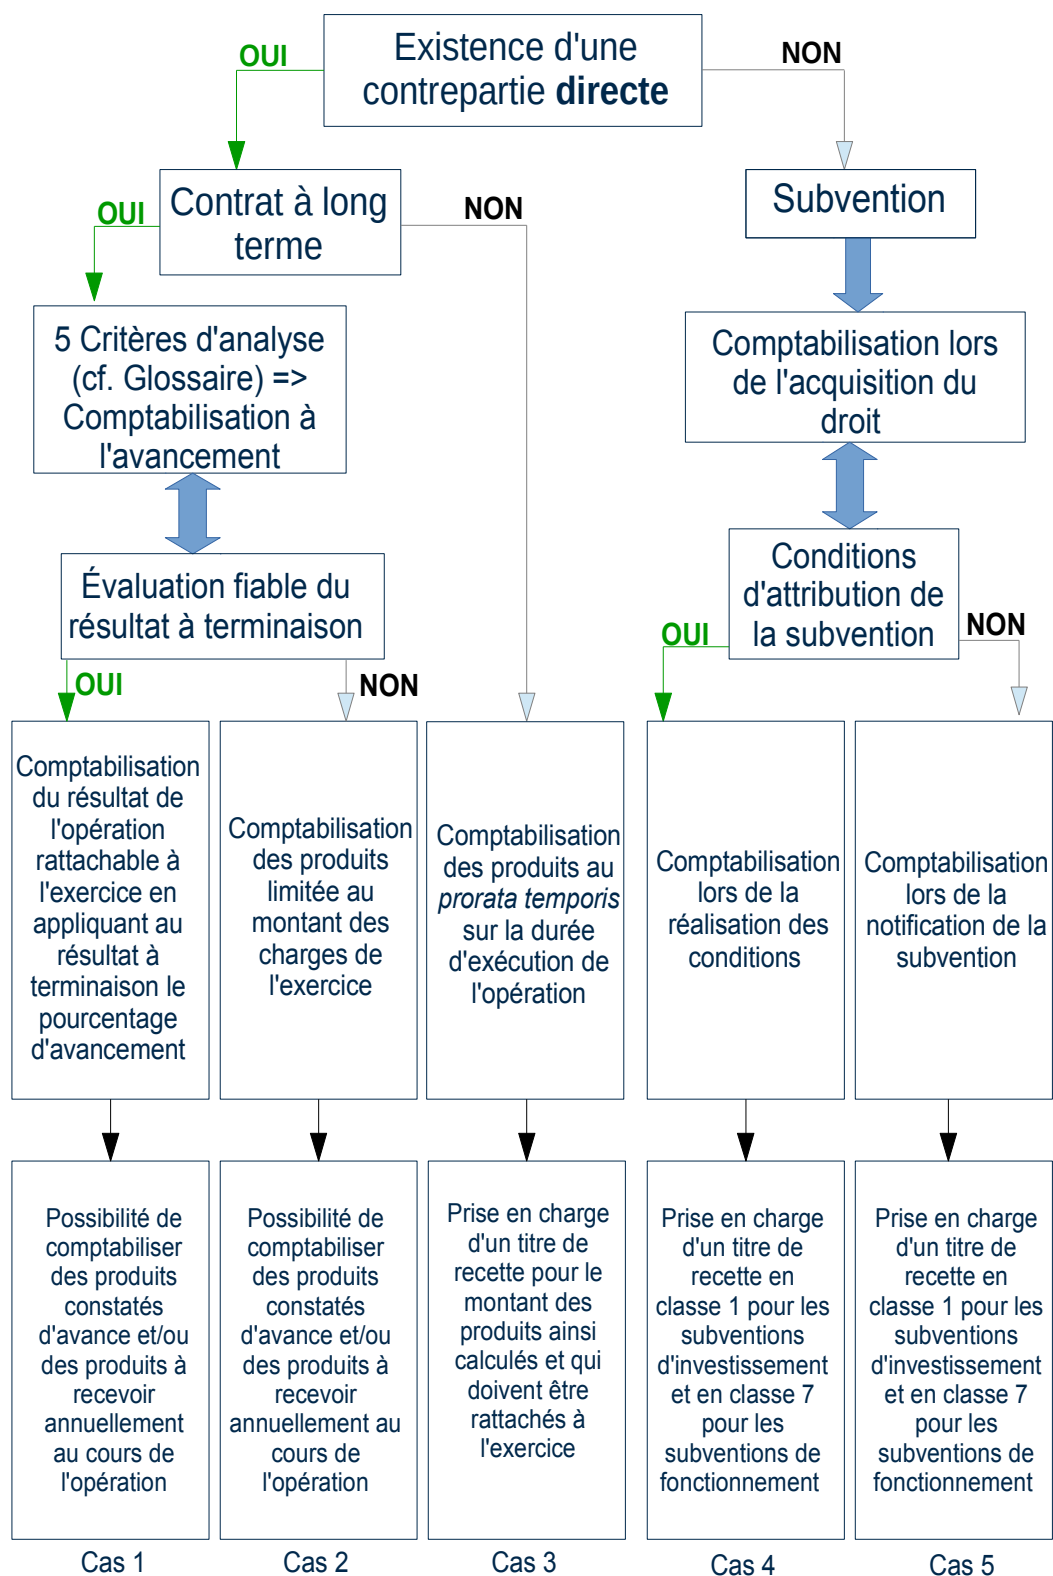 Existence d'une
contrepartie directe
OUI
NON
Contrat à long
terme
OUI
NON
Subvention
5 Critères d'analyse
(cf. Glossaire) =>
Comptabilisation à
l'avancement
Comptabilisation lors
de l'acquisition du
droit
Évaluation fiable du
résultat à terminaison
OUI
NON
Conditions
d'attribution de
la subvention
OUI
NON
Comptabilisation
du résultat de
l'opération
rattachable à
l'exercice en
appliquant au
résultat à
terminaison le
pourcentage
d'avancement
Comptabilisation
des produits
limitée au
montant des
charges de
l'exercice
Comptabilisation
des produits au
prorata temporis
sur la durée
d'exécution de
l'opération
Comptabilisation
lors de la
réalisation des
conditions
Comptabilisation
lors de la
notification de la
subvention
Possibilité de
comptabiliser
des produits
constatés
d'avance et/ou
des produits à
recevoir
annuellement
au cours de
l'opération
Possibilité de
comptabiliser
des produits
constatés
d'avance et/ou
des produits à
recevoir
annuellement au
cours de
l'opération
Prise en charge
d'un titre de
recette pour le
montant des
produits ainsi
calculés et qui
doivent être
rattachés à
l'exercice
Prise en charge
d'un titre de
recette en
classe 1 pour les
subventions
d'investissement
et en classe 7
pour les
subventions de
fonctionnement
Prise en charge
d'un titre de
recette en
classe 1 pour les
subventions
d'investissement
et en classe 7
pour les
subventions de
fonctionnement
Cas 1
Cas 2
Cas 3
Cas 4
Cas 5